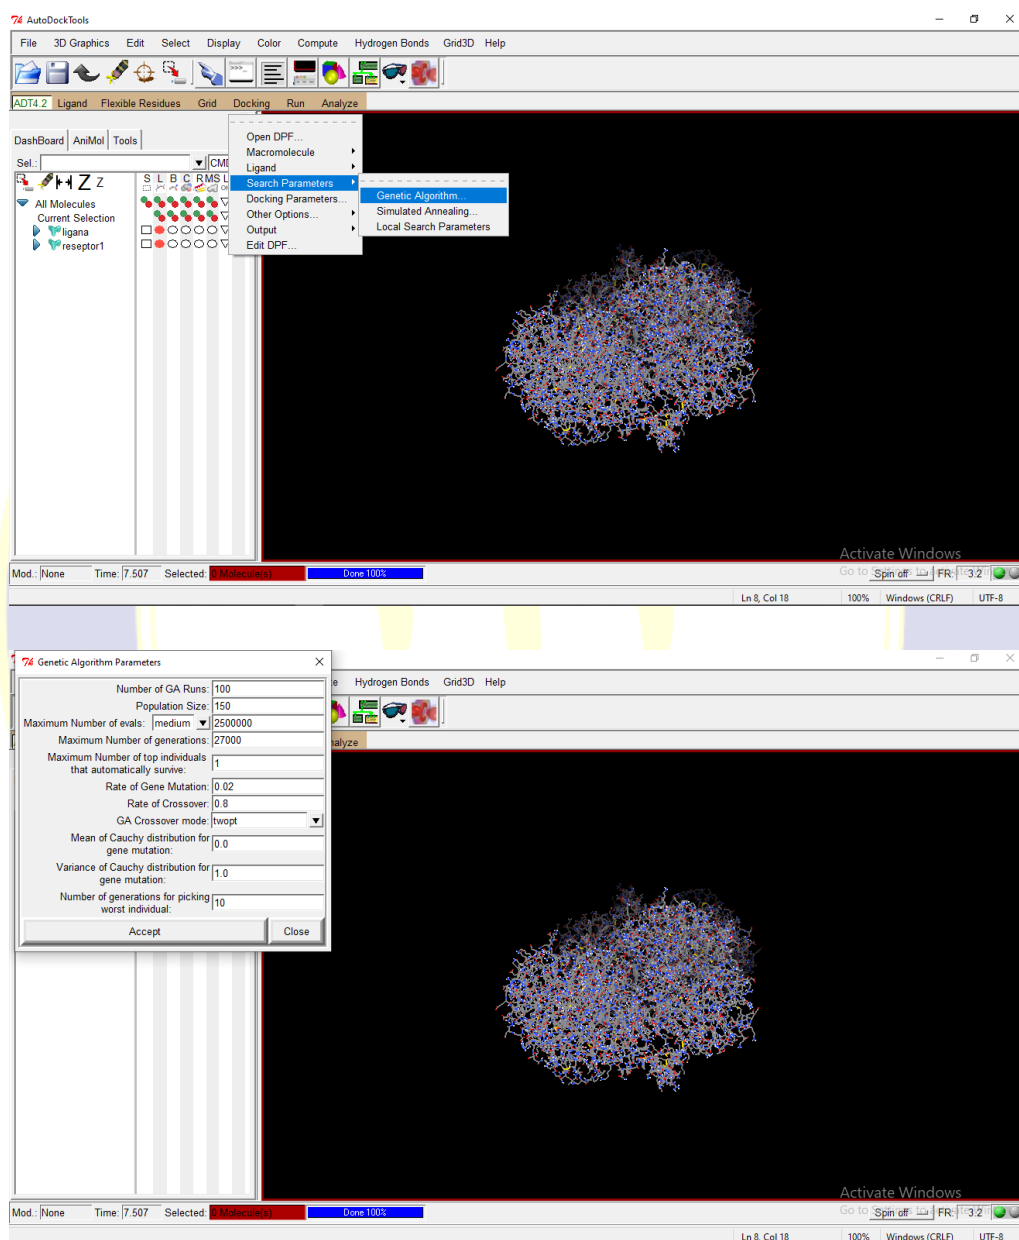 AutoDockTools
File 3D Graphics Edit Select Display Color Compute Hydrogen Bonds Grid3D Help
ADT4.2 Ligand Flexible Residues Grid Docking Run Analyze
Open DPF...
Macromolecule
Ligand
Search Parameters
Docking Parameters...
Other Options...
Output
Edit DPF...
Genetic Algorithm...
Simulated Annealing...
Local Search Parameters
DashBoard AniMol Tools
Sel.:
S L B C R MS L
All Molecules
Current Selection
ligana
reseptor1
Activate Windows
Mod.: None Time: 7.507 Selected: 0 Molecule(s) Done 100% Spin off FR: 3.2
Ln 8, Col 18 100% Windows (CRLF) UTF-8
Genetic Algorithm Parameters
Hydrogen Bonds Grid3D Help
Number of GA Runs: 100
Population Size: 150
Maximum Number of evals: medium 2500000
Maximum Number of generations: 27000
Maximum Number of top individuals
that automatically survive: 1
Rate of Gene Mutation: 0.02
Rate of Crossover: 0.8
GA Crossover mode: twopt
Mean of Cauchy distribution for
gene mutation: 0.0
Variance of Cauchy distribution for
gene mutation: 1.0
Number of generations for picking
worst individual: 10
Accept Close
Activate Windows
Mod.: None Time: 7.507 Selected: 0 Molecule(s) Done 100% Spin off FR: 3.2
Ln 8, Col 18 100% Windows (CRLF) UTF-8